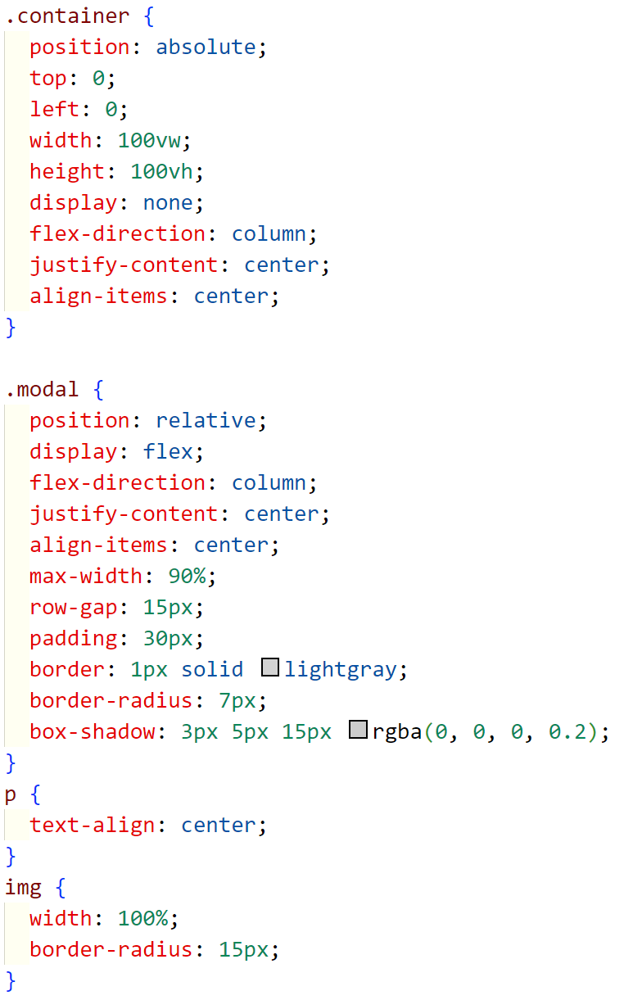 .container {
  position: absolute;
  top: 0;
  left: 0;
  width: 100vw;
  height: 100vh;
  display: none;
  flex-direction: column;
  justify-content: center;
  align-items: center;
}

.modal {
  position: relative;
  display: flex;
  flex-direction: column;
  justify-content: center;
  align-items: center;
  max-width: 90%;
  row-gap: 15px;
  padding: 30px;
  border: 1px solid lightgray;
  border-radius: 7px;
  box-shadow: 3px 5px 15px rgba(0, 0, 0, 0.2);
}
p {
  text-align: center;
}
img {
  width: 100%;
  border-radius: 15px;
}